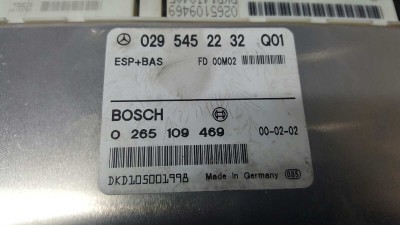 0265109469
029 545 22 32 Q01
ESP+BAS FD 00M02
BOSCH
0 265 109 469 00-02-02
DKD105001998 Made in Germany